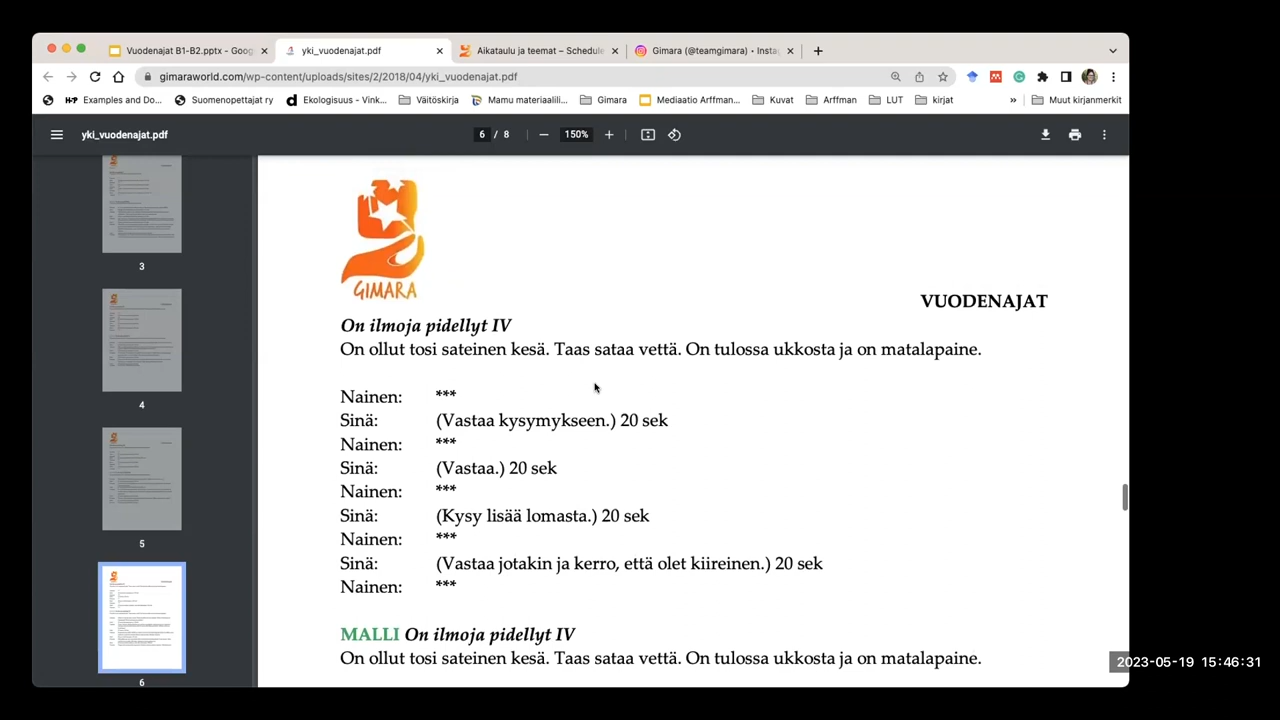 Vuodenajat B1-B2.pptx - Goog
yki_vuodenajat.pdf
Aikataulu ja teemat – Schedule
Gimara (@teamgimara) • Insta
gimaraworld.com/wp-content/uploads/sites/2/2018/04/yki_vuodenajat.pdf
Examples and Do...
Suomenopettajat ry
Ekologisuus - Vink...
Väitöskirja
Mamu materiaalili...
Gimara
Mediaatio Arffman...
Kuvat
Arffman
LUT
kirjat
»
Muut kirjanmerkit
yki_vuodenajat.pdf
6 / 8
150%
3
4
5
6
GIMARA
VUODENAJAT
On ilmoja pidellyt IV
On ollut tosi sateinen kesä. Taas sataa vettä. On tulossa ukkosta ja on matalapaine.
Nainen: ***
Sinä: (Vastaa kysymykseen.) 20 sek
Nainen: ***
Sinä: (Vastaa.) 20 sek
Nainen: ***
Sinä: (Kysy lisää lomasta.) 20 sek
Nainen: ***
Sinä: (Vastaa jotakin ja kerro, että olet kiireinen.) 20 sek
Nainen: ***
MALLI On ilmoja pidellyt IV
On ollut tosi sateinen kesä. Taas sataa vettä. On tulossa ukkosta ja on matalapaine.
2023-05-19 15:46:31